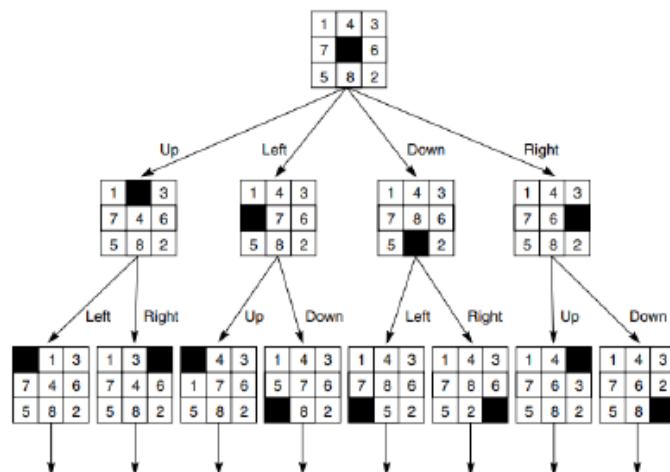 1 4 3
7 6
5 8 2
Up Left Down Right
1 3 1 4 3 1 4 3 1 4 3
7 4 6 7 6 7 8 6 7 6
5 8 2 5 8 2 5 2 5 8 2
Left Right Up Down Left Right Up Down
1 3 1 3 4 3 1 4 3 1 4 3 1 4 3 1 4 1 4 3
7 4 6 7 4 6 1 7 6 5 7 6 7 8 6 7 8 6 7 6 3 7 6 2
5 8 2 5 8 2 5 8 2 8 2 5 2 5 2 5 8 2 5 8